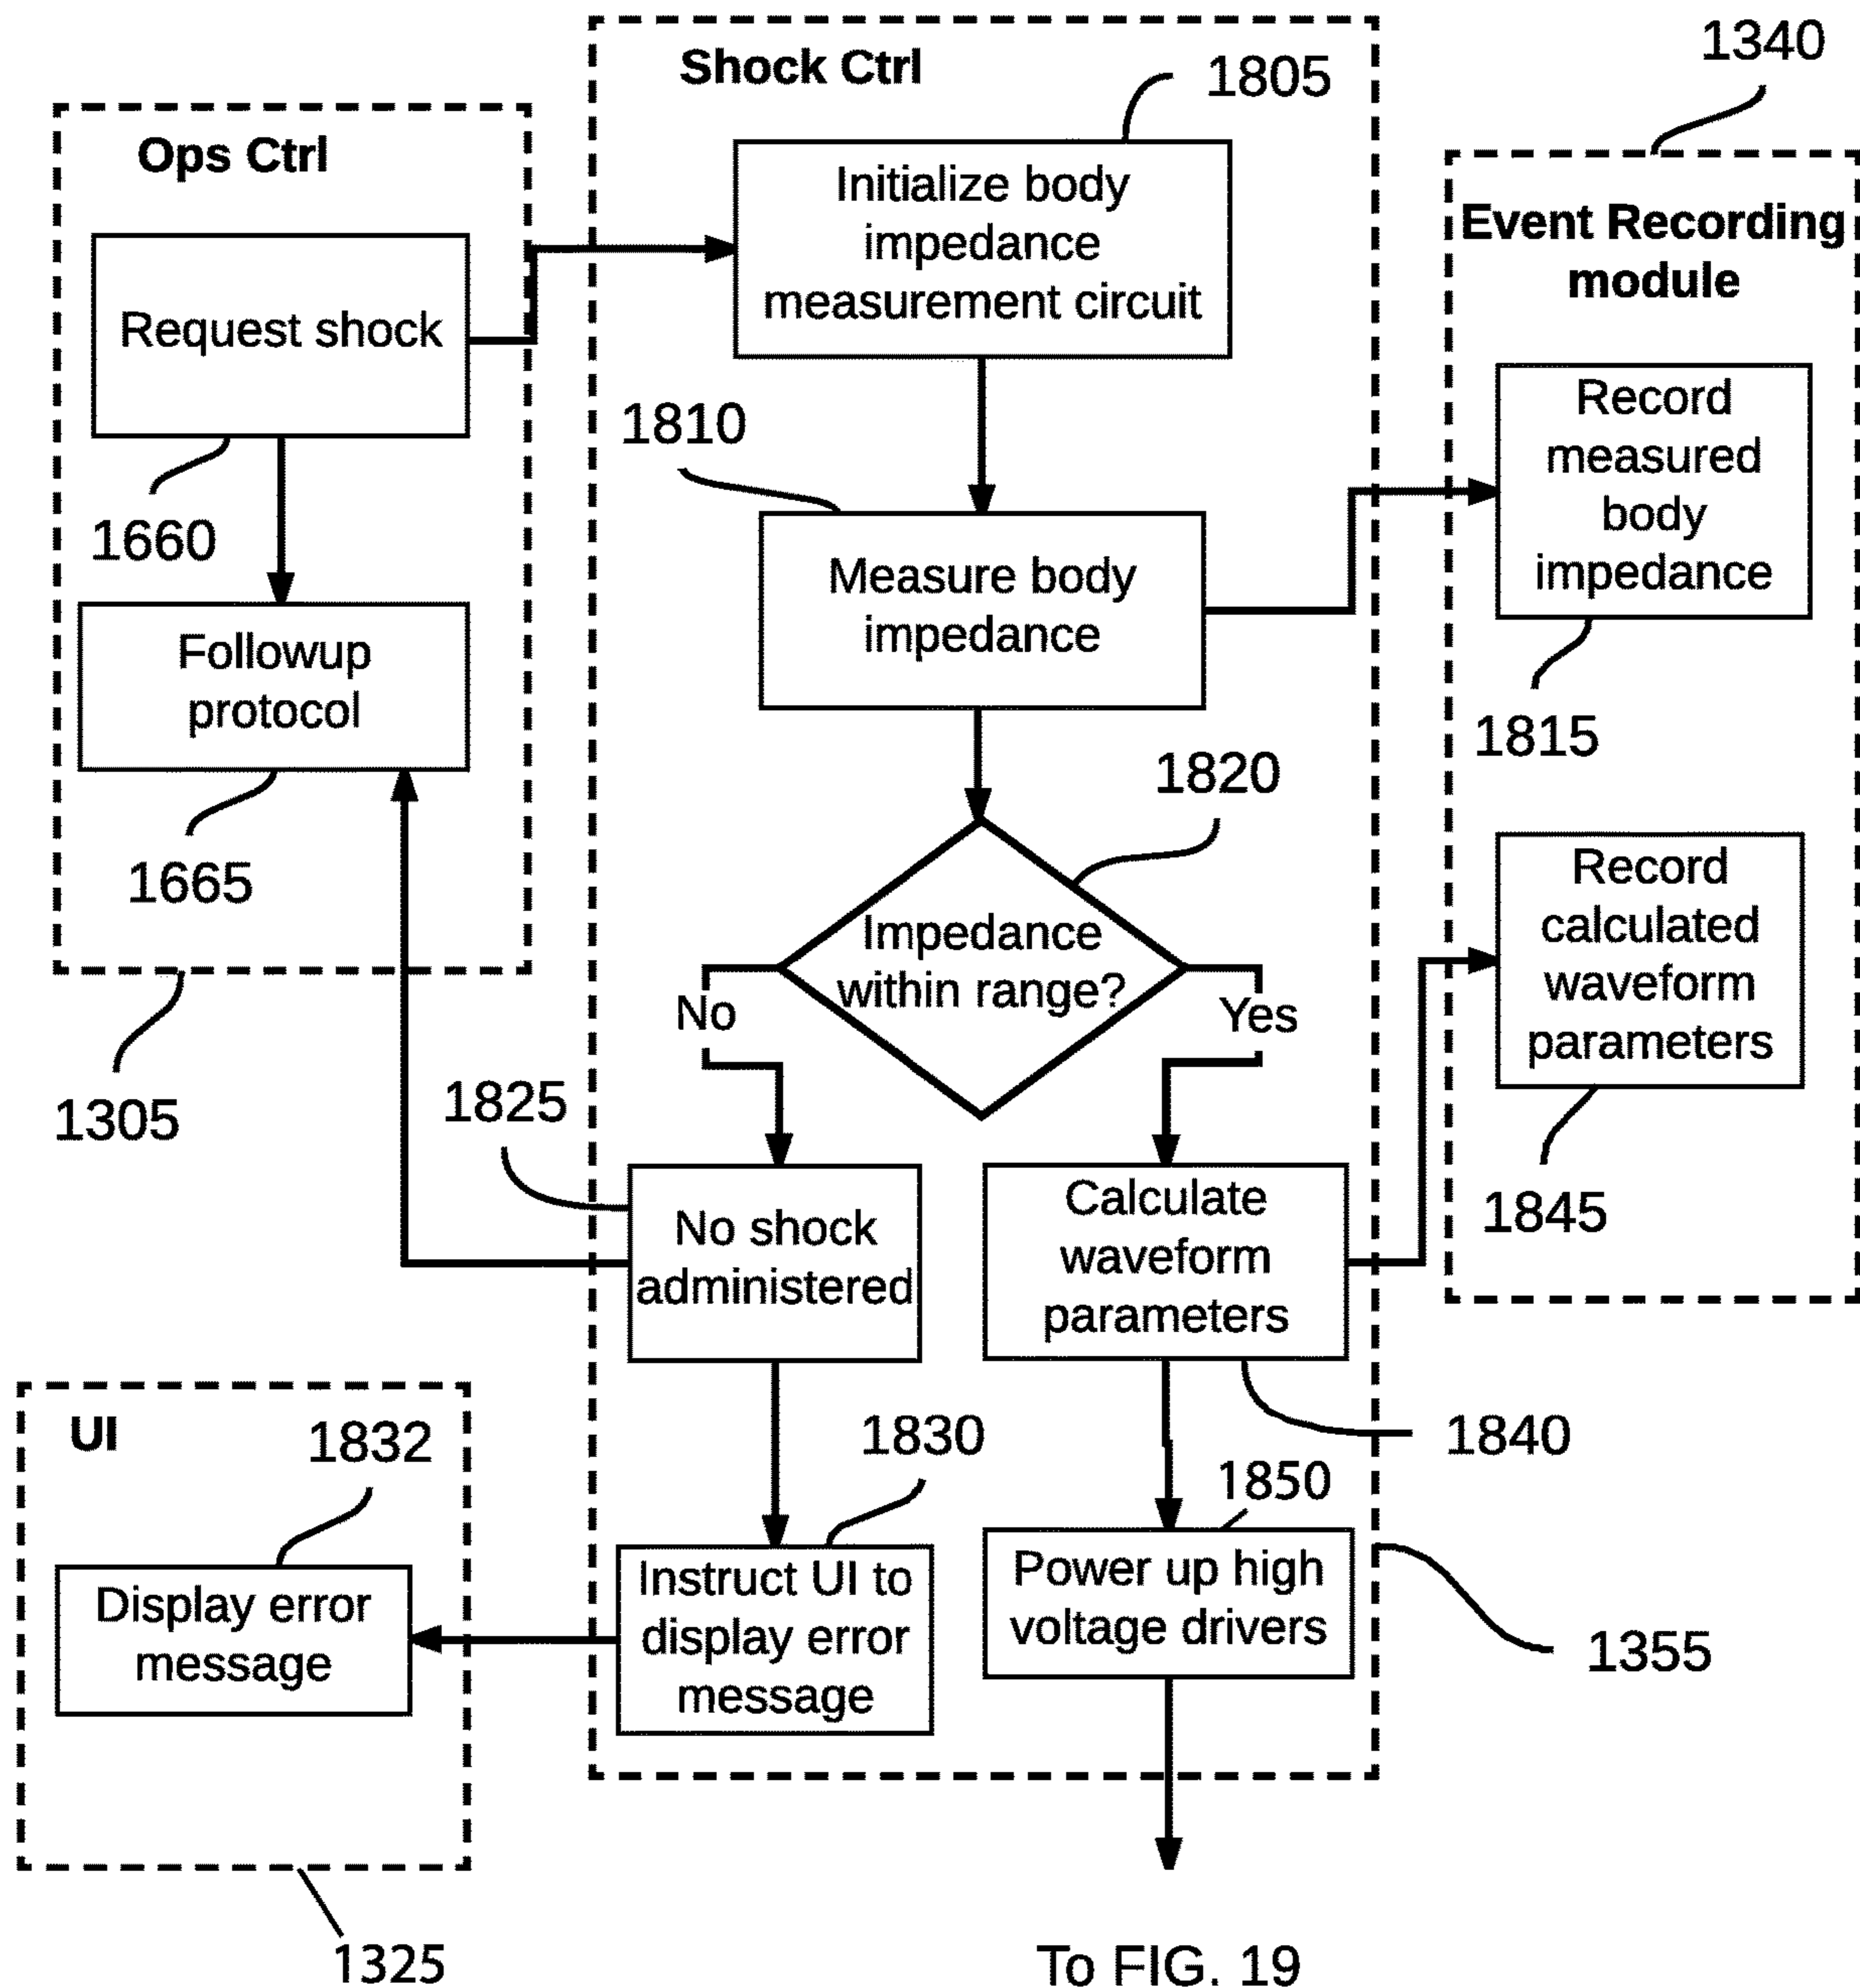 Shock Ctrl
1805
1340
Ops Ctrl
Initialize body
impedance
measurement circuit
Event Recording
module
Request shock
1660
1810
Record
measured
body
impedance
Measure body
impedance
Followup
protocol
1815
1665
1820
Impedance
within range?
No
Yes
Record
calculated
waveform
parameters
1305
1825
1845
No shock
administered
Calculate
waveform
parameters
UI
1832
1830
1840
1850
Display error
message
Instruct UI to
display error
message
Power up high
voltage drivers
1355
1325
To FIG. 19